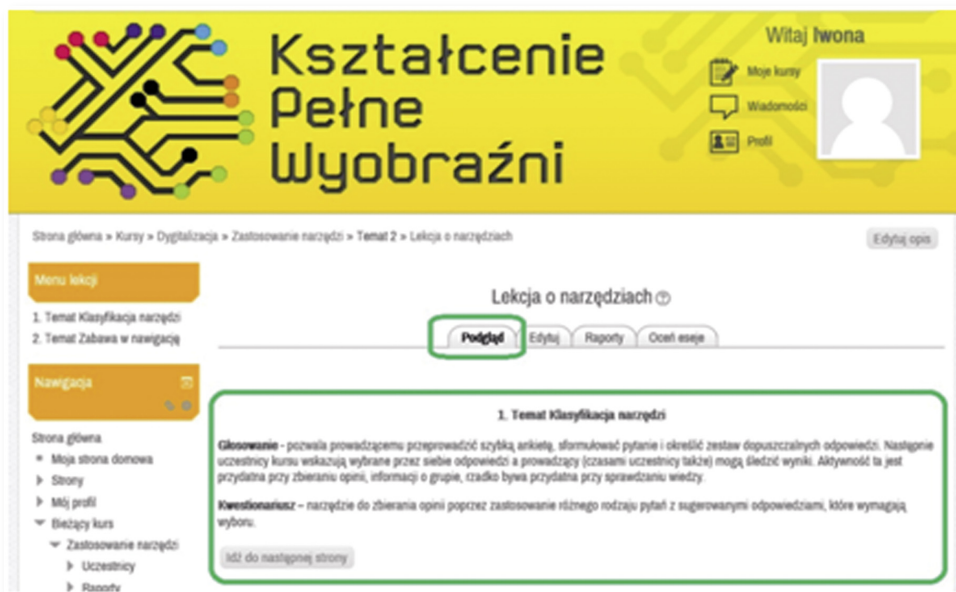 Kształcenie
Pełne
Wyobraźni
Witaj Iwona
Moje kursy
Wiadomości
Profil
Strona główna » Kursy » Dygitalizacja » Zastosowanie narzędzi » Temat 2 » Lekcja o narzędziach
Edytuj opis
Menu lekcji
1. Temat Klasyfikacja narzędzi
2. Temat Zabawa w nawigację
Nawigacja
Strona główna
Moja strona domowa
Strony
Mój profil
Bieżący kurs
Zastosowanie narzędzi
Uczestnicy
Raporty
Lekcja o narzędziach
Podgląd Edytuj Raporty Oceń eseje
1. Temat Klasyfikacja narzędzi
Głosowanie - pozwala prowadzącemu przeprowadzić szybką ankietę, sformułować pytanie i określić zestaw dopuszczalnych odpowiedzi. Następnie
uczestnicy kursu wskazują wybrane przez siebie odpowiedzi a prowadzący (czasami uczestnicy także) mogą śledzić wyniki. Aktywność ta jest
przydatna przy zbieraniu opinii, informacji o grupie, rzadko bywa przydatna przy sprawdzaniu wiedzy.
Kwestionariusz – narzędzie do zbierania opinii poprzez zastosowanie różnego rodzaju pytań z sugerowanymi odpowiedziami, które wymagają
wyboru.
Idź do następnej strony